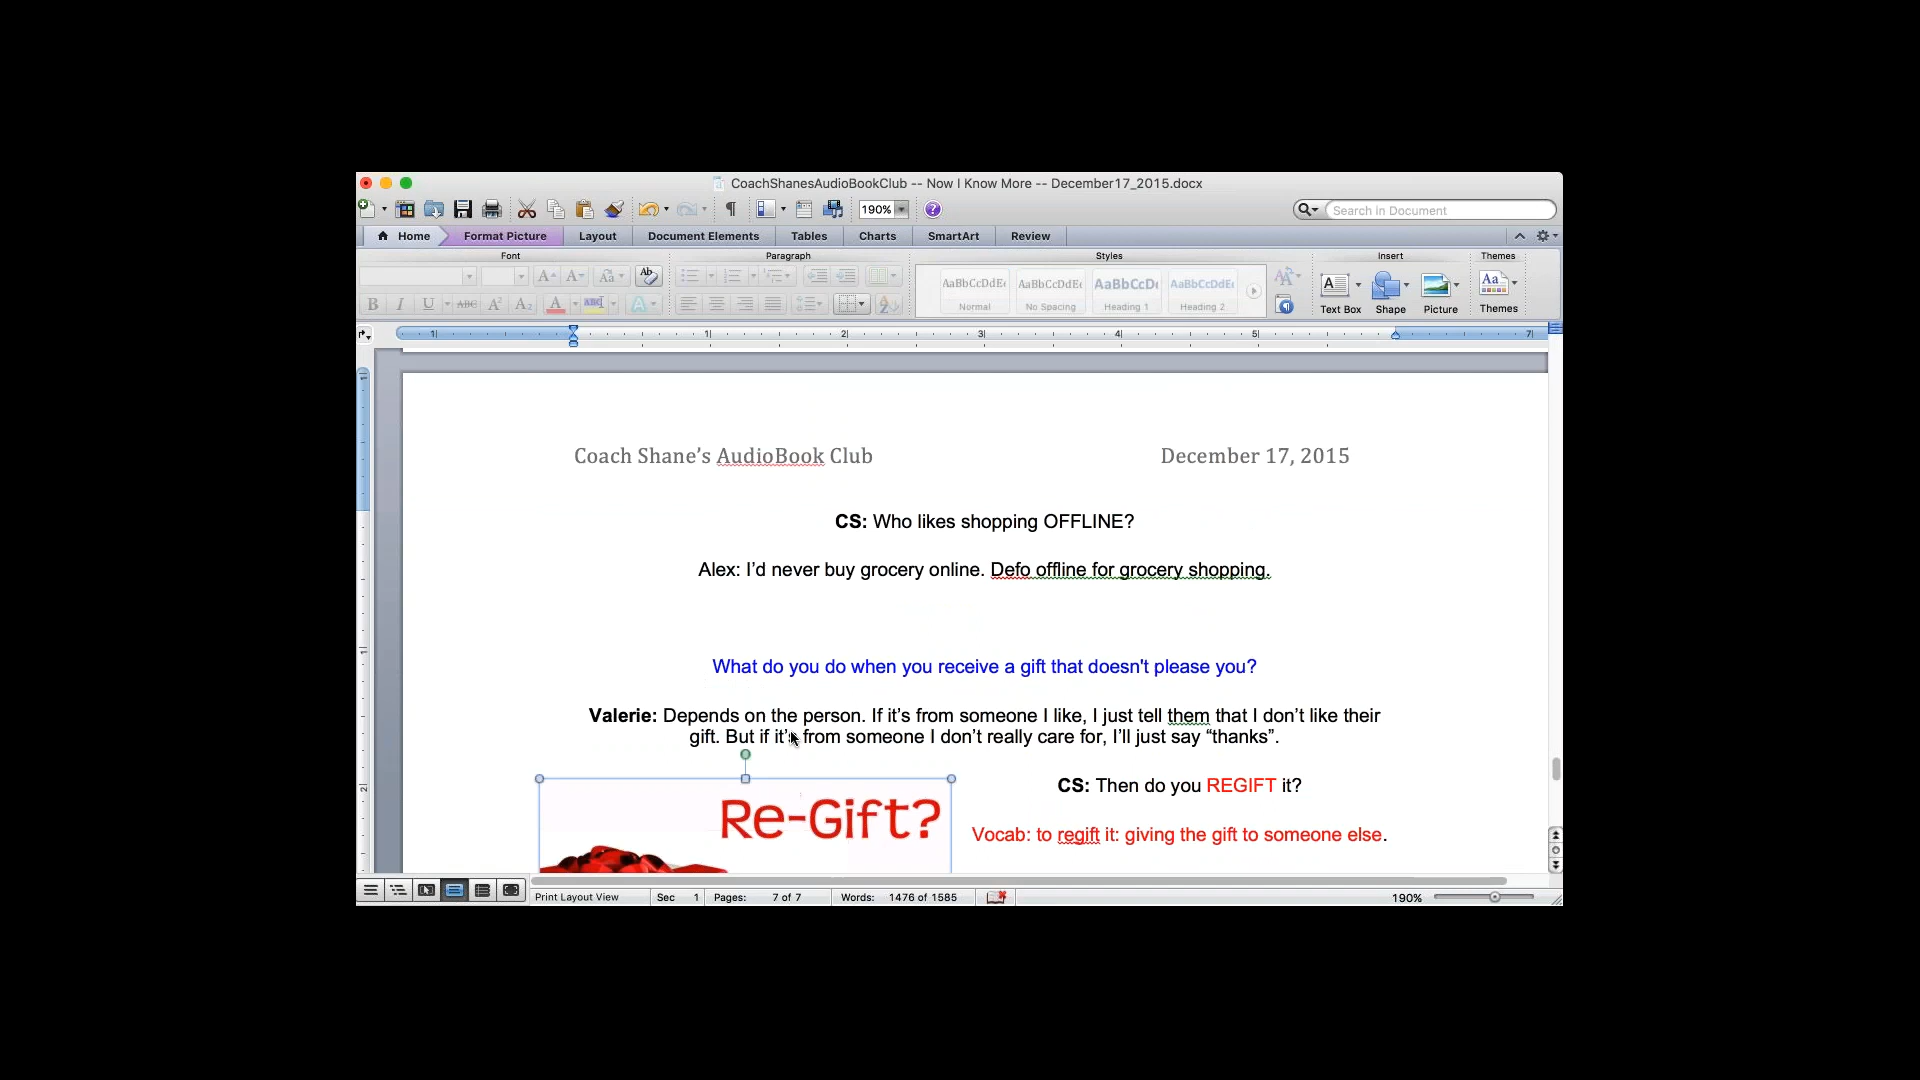 CoachShanesAudioBookClub -- Now I Know More -- December17_2015.docx
190%
Search in Document
Home Format Picture Layout Document Elements Tables Charts SmartArt Review
Font Paragraph Styles Insert Themes
AaBbCcDdEe AaBbCcDdEe AaBbCcDe AaBbCcDdEe
Normal No Spacing Heading 1 Heading 2
Text Box Shape Picture Themes
1 1 2 3 4 5 7
Coach Shane’s AudioBook Club December 17, 2015
CS: Who likes shopping OFFLINE?
Alex: I’d never buy grocery online. Defo offline for grocery shopping.
What do you do when you receive a gift that doesn't please you?
Valerie: Depends on the person. If it’s from someone I like, I just tell them that I don’t like their
gift. But if it’s from someone I don’t really care for, I’ll just say “thanks”.
Re-Gift?
CS: Then do you REGIFT it?
Vocab: to regift it: giving the gift to someone else.
Print Layout View Sec 1 Pages: 7 of 7 Words: 1476 of 1585 190%